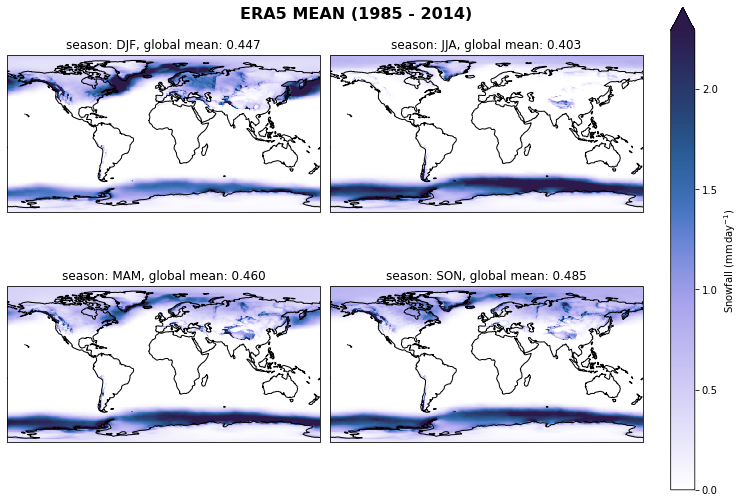 ERA5 MEAN (1985 - 2014)
season: DJF, global mean: 0.447
season: JJA, global mean: 0.403
season: MAM, global mean: 0.460
season: SON, global mean: 0.485
2.0
1.5
1.0
0.5
0.0
Snowfall (mm day⁻¹)